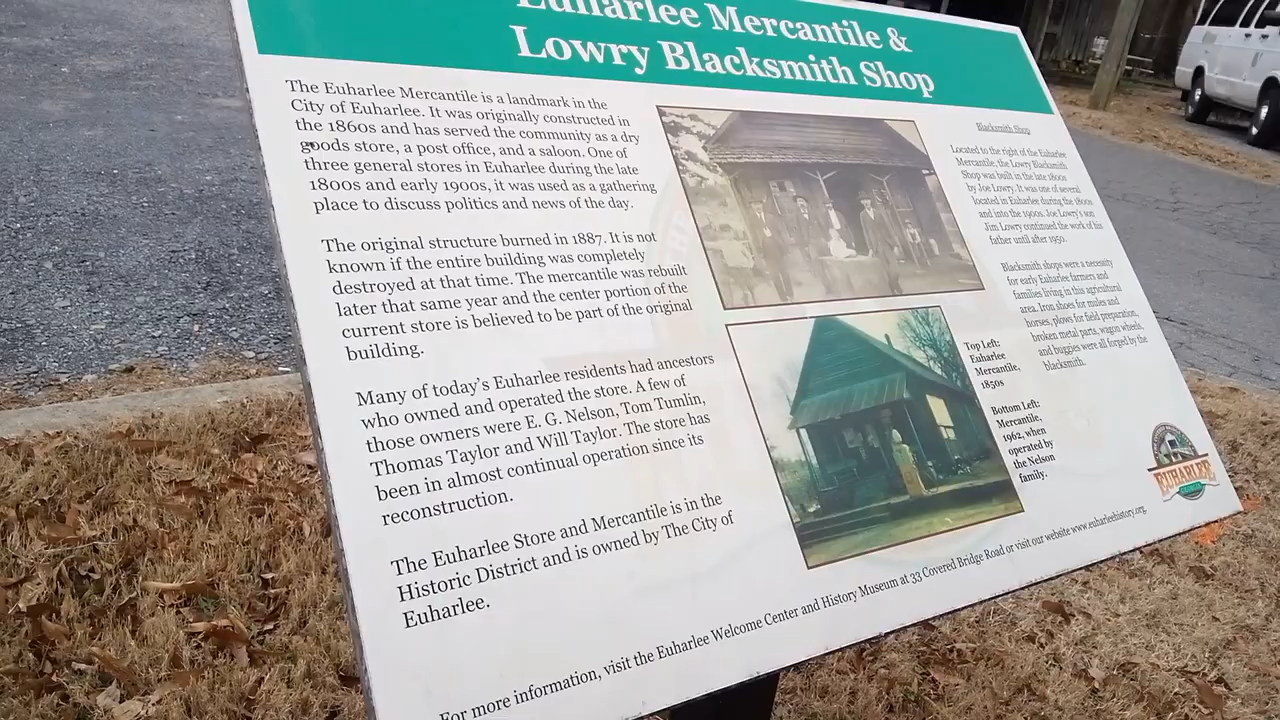 Euharlee Mercantile &
Lowry Blacksmith Shop
The Euharlee Mercantile is a landmark in the
City of Euharlee. It was originally constructed in
the 1860s and has served the community as a dry
goods store, a post office, and a saloon. One of
three general stores in Euharlee during the late
1800s and early 1900s, it was used as a gathering
place to discuss politics and news of the day.
The original structure burned in 1887. It is not
known if the entire building was completely
destroyed at that time. The mercantile was rebuilt
later that same year and the center portion of the
current store is believed to be part of the original
building.
Many of today's Euharlee residents had ancestors
who owned and operated the store. A few of
those owners were E. G. Nelson, Tom Tumlin,
Thomas Taylor and Will Taylor. The store has
been in almost continual operation since its
reconstruction.
The Euharlee Store and Mercantile is in the
Historic District and is owned by The City of
Euharlee.
Top Left:
Euharlee
Mercantile,
1850s
Bottom Left:
Mercantile,
1962, when
operated by
the Nelson
family.
Blacksmith Shop
Located to the right of the Euharlee
Mercantile, the Lowry Blacksmith
Shop was built in the late 1800s
by Joe Lowry. It was one of several
located in Euharlee during the 1800s
and into the 1900s. Joe Lowry's son
Jim Lowry continued the work of his
father until after 1950.
Blacksmith shops were a necessity
for early Euharlee farmers and
families living in this agricultural
area. Iron shoes for mules and
horses, plows for field preparation,
broken metal parts, wagon wheels,
and buggies were all forged by the
blacksmith.
EUHARLEE
GEORGIA
For more information, visit the Euharlee Welcome Center and History Museum at 33 Covered Bridge Road or visit our website www.euharleehistory.org.